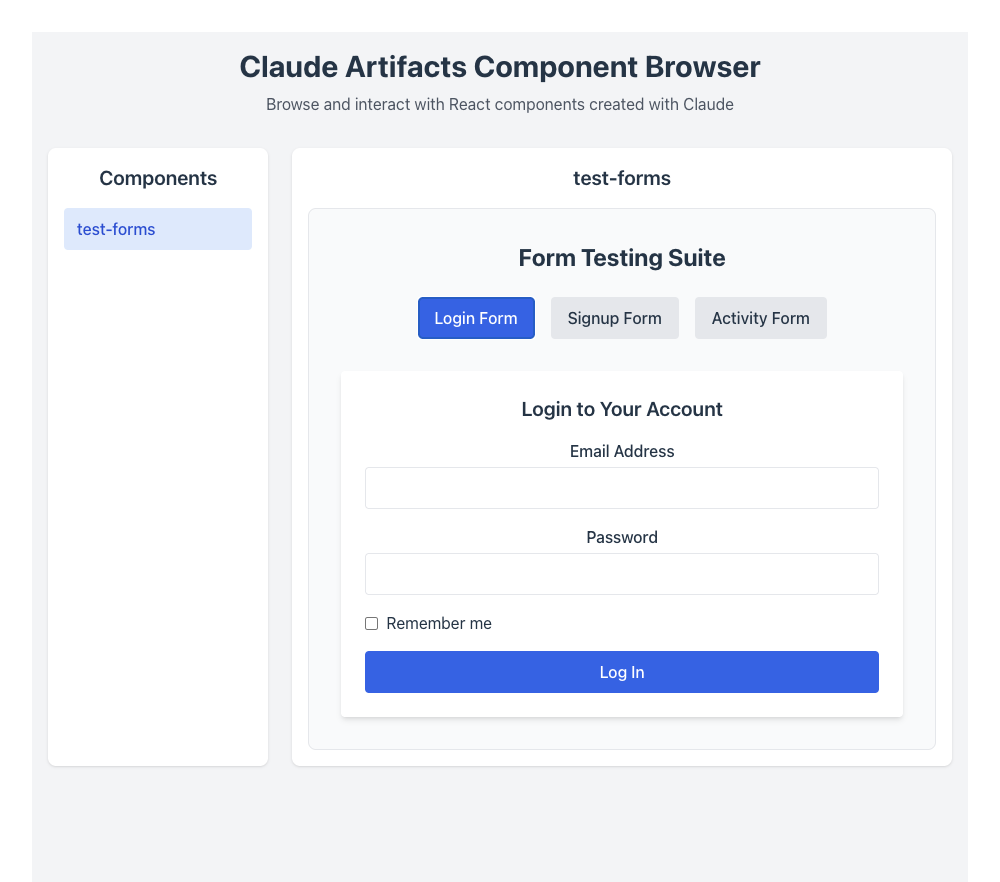 Claude Artifacts Component Browser
Browse and interact with React components created with Claude
Components
test-forms
test-forms
Form Testing Suite
Login Form
Signup Form
Activity Form
Login to Your Account
Email Address
Password
Remember me
Log In